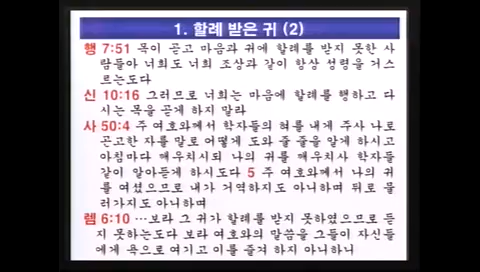 1. 할례 받은 귀 (2)
행 7:51 목이 곧고 마음과 귀에 할례를 받지 못한 사
람들아 너희도 너희 조상과 같이 항상 성령을 거스
르는도다
신 10:16 그러므로 너희는 마음에 할례를 행하고 다
시는 목을 곧게 하지 말라
사 50:4 주 여호와께서 학자들의 혀를 내게 주사 나로
곤고한 자를 말로 어떻게 도와 줄 줄을 알게 하시고
아침마다 깨우치시되 나의 귀를 깨우치사 학자들
같이 알아듣게 하시도다 5 주 여호와께서 나의 귀
를 여셨으므로 내가 거역하지도 아니하며 뒤로 물
러가지도 아니하며
렘 6:10 …보라 그 귀가 할례를 받지 못하였으므로 듣
지 못하는도다 보라 여호와의 말씀을 그들이 자신들
에게 욕으로 여기고 이를 즐겨 하지 아니하니